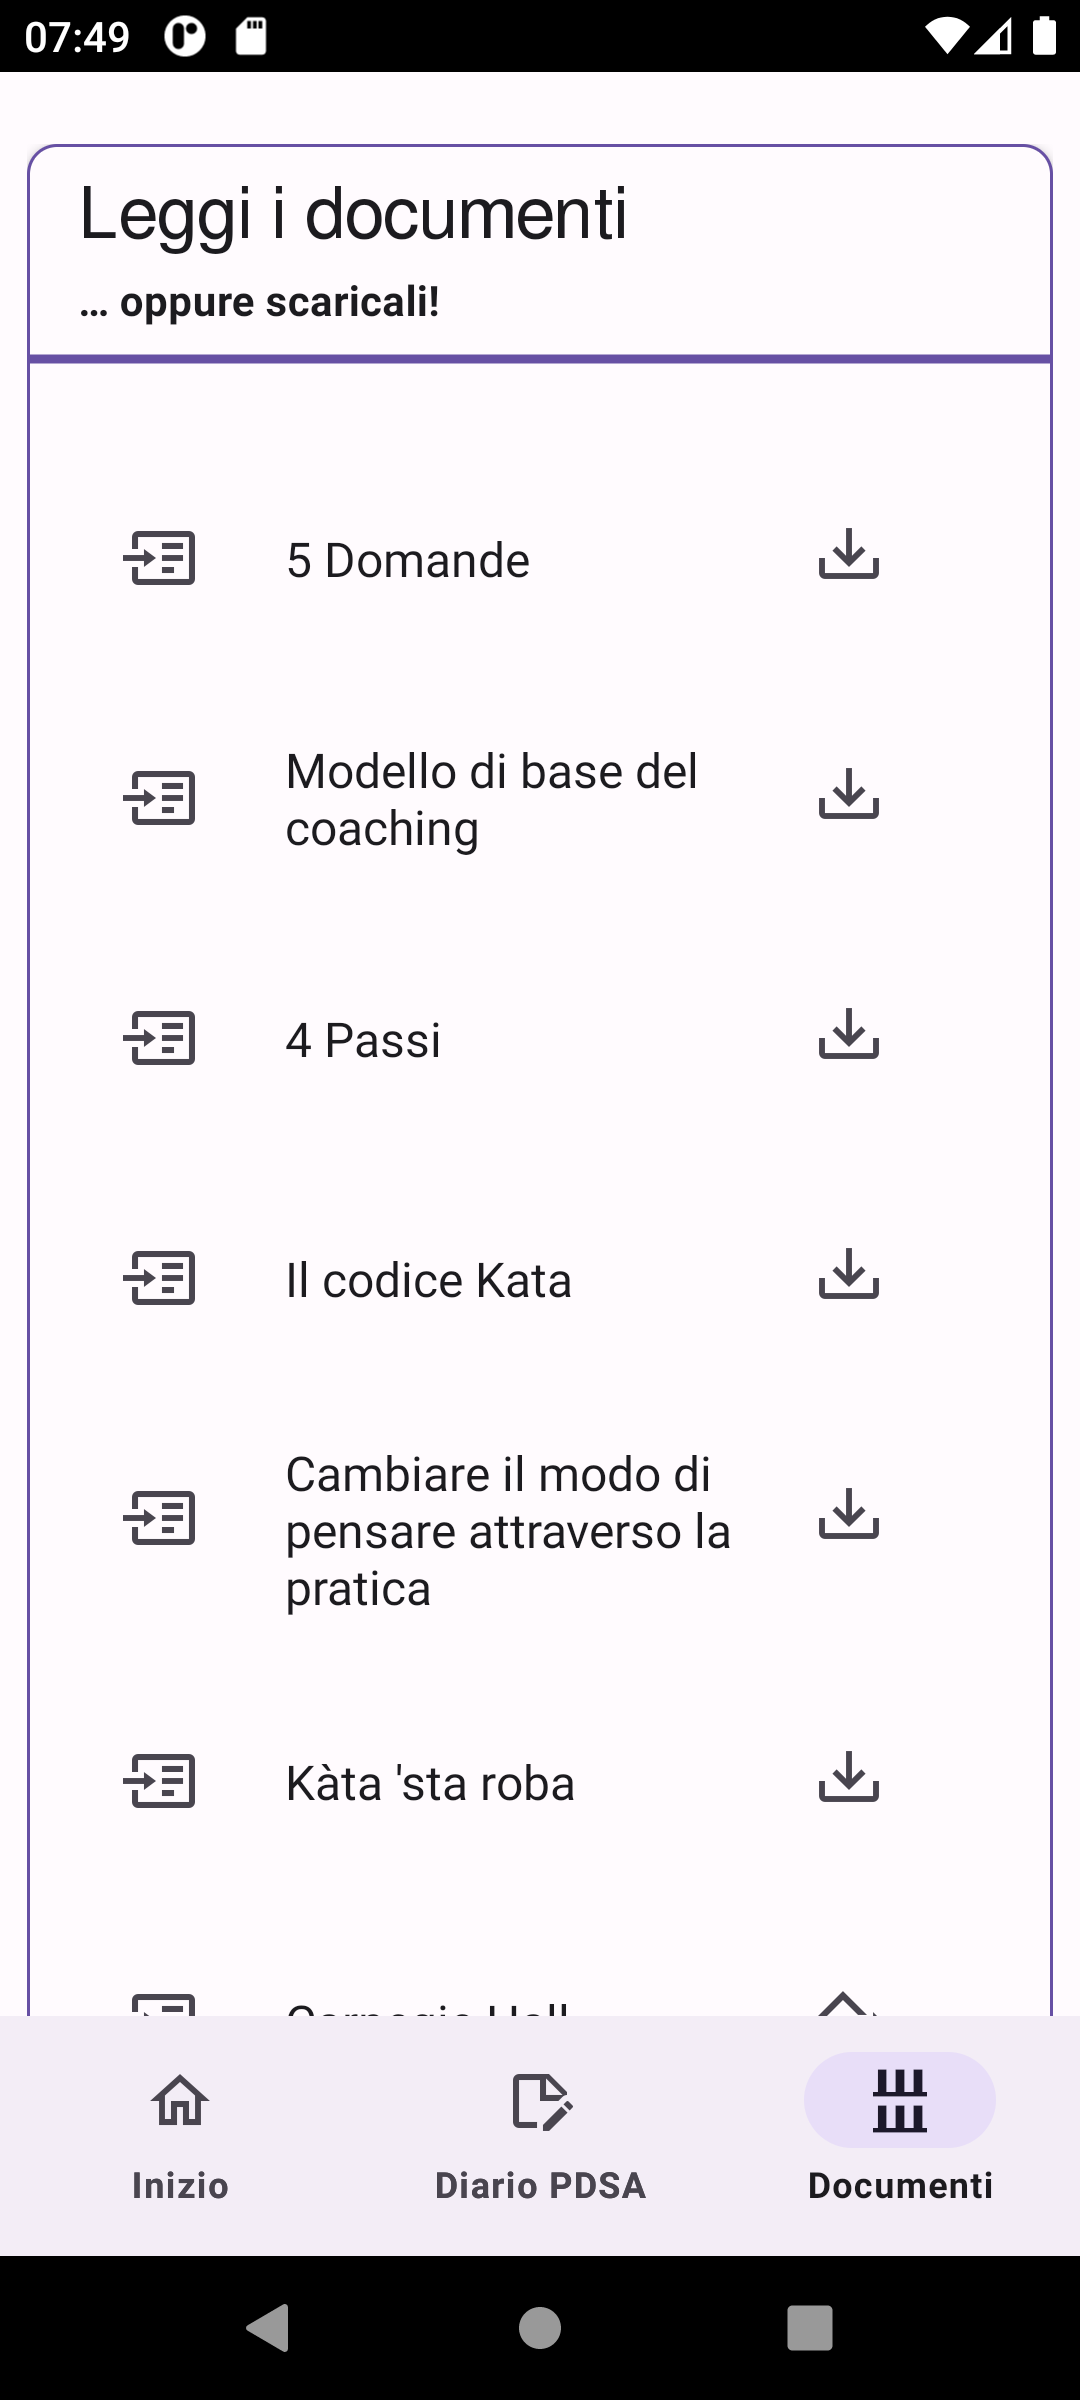 07:49
Leggi i documenti
... oppure scaricali!
5 Domande
Modello di base del
coaching
4 Passi
Il codice Kata
Cambiare il modo di
pensare attraverso la
pratica
Kàta 'sta roba
Inizio
Diario PDSA
Documenti